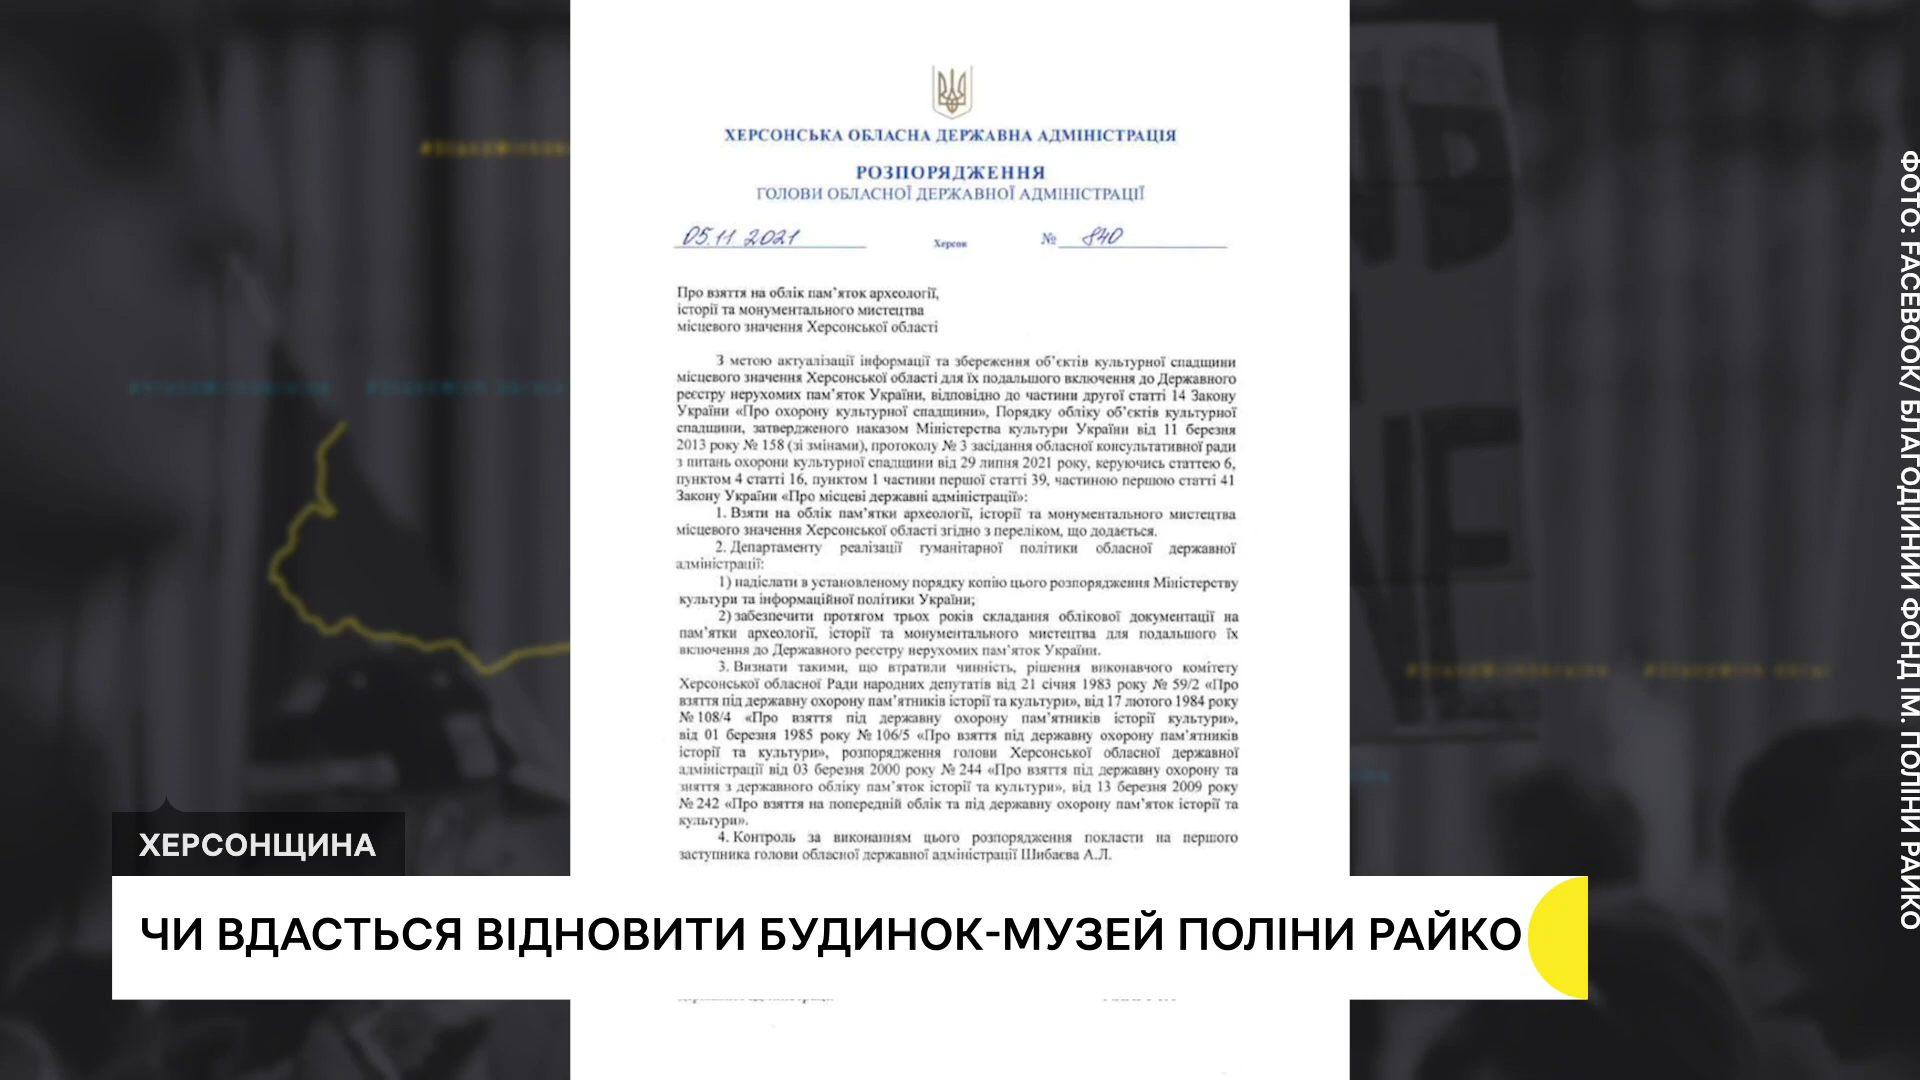 ХЕРСОНСЬКА ОБЛАСНА ДЕРЖАВНА АДМІНІСТРАЦІЯ
РОЗПОРЯДЖЕННЯ
ГОЛОВИ ОБЛАСНОЇ ДЕРЖАВНОЇ АДМІНІСТРАЦІЇ
05.11.2021 Херсон № 840
Про взяття на облік пам'яток археології,
історії та монументального мистецтва
місцевого значення Херсонської області
З метою актуалізації інформації та збереження об'єктів культурної спадщини
місцевого значення Херсонської області для їх подальшого включення до Державного
реєстру нерухомих пам'яток України, відповідно до частини другої статті 14 Закону
України «Про охорону культурної спадщини», Порядку обліку об'єктів культурної
спадщини, затвердженого наказом Міністерства культури України від 11 березня
2013 року № 158 (зі змінами), протоколу № 3 засідання обласної консультативної ради
з питань охорони культурної спадщини від 29 липня 2021 року, керуючись статтею 6,
пунктом 4 статті 16, пунктом 1 частини першої статті 39, частиною першою статті 41
Закону України «Про місцеві державні адміністрації»:
1. Взяти на облік пам'ятки археології, історії та монументального мистецтва
місцевого значення Херсонської області згідно з переліком, що додається.
2. Департаменту реалізації гуманітарної політики обласної державної
адміністрації:
1) надіслати в установленому порядку копію цього розпорядження Міністерству
культури та інформаційної політики України;
2) забезпечити протягом трьох років складання облікової документації на
пам'ятки археології, історії та монументального мистецтва для подальшого їх
включення до Державного реєстру нерухомих пам'яток України.
3. Визнати такими, що втратили чинність, рішення виконавчого комітету
Херсонської обласної Ради народних депутатів від 21 січня 1983 року № 59/2 «Про
взяття під державну охорону пам'ятників історії та культури», від 17 лютого 1984 року
№ 108/4 «Про взяття під державну охорону пам'ятників історії культури»,
від 01 березня 1985 року № 106/5 «Про взяття під державну охорону пам'ятників
історії та культури», розпорядження голови Херсонської обласної державної
адміністрації від 03 березня 2000 року № 244 «Про взяття під державну охорону та
зняття з державного обліку пам'яток історії та культури», від 13 березня 2009 року
№ 242 «Про взяття на попередній облік та під державну охорону пам'яток історії та
культури».
4. Контроль за виконанням цього розпорядження покласти на першого
заступника голови обласної державної адміністрації Шибаєва А.Л.
ХЕРСОНЩИНА
ЧИ ВДАСТЬСЯ ВІДНОВИТИ БУДИНОК-МУЗЕЙ ПОЛІНИ РАЙКО
ФОТО: FACEBOOK/ БЛАГОДІЙНИЙ ФОНД ІМ. ПОЛІНИ РАЙКО